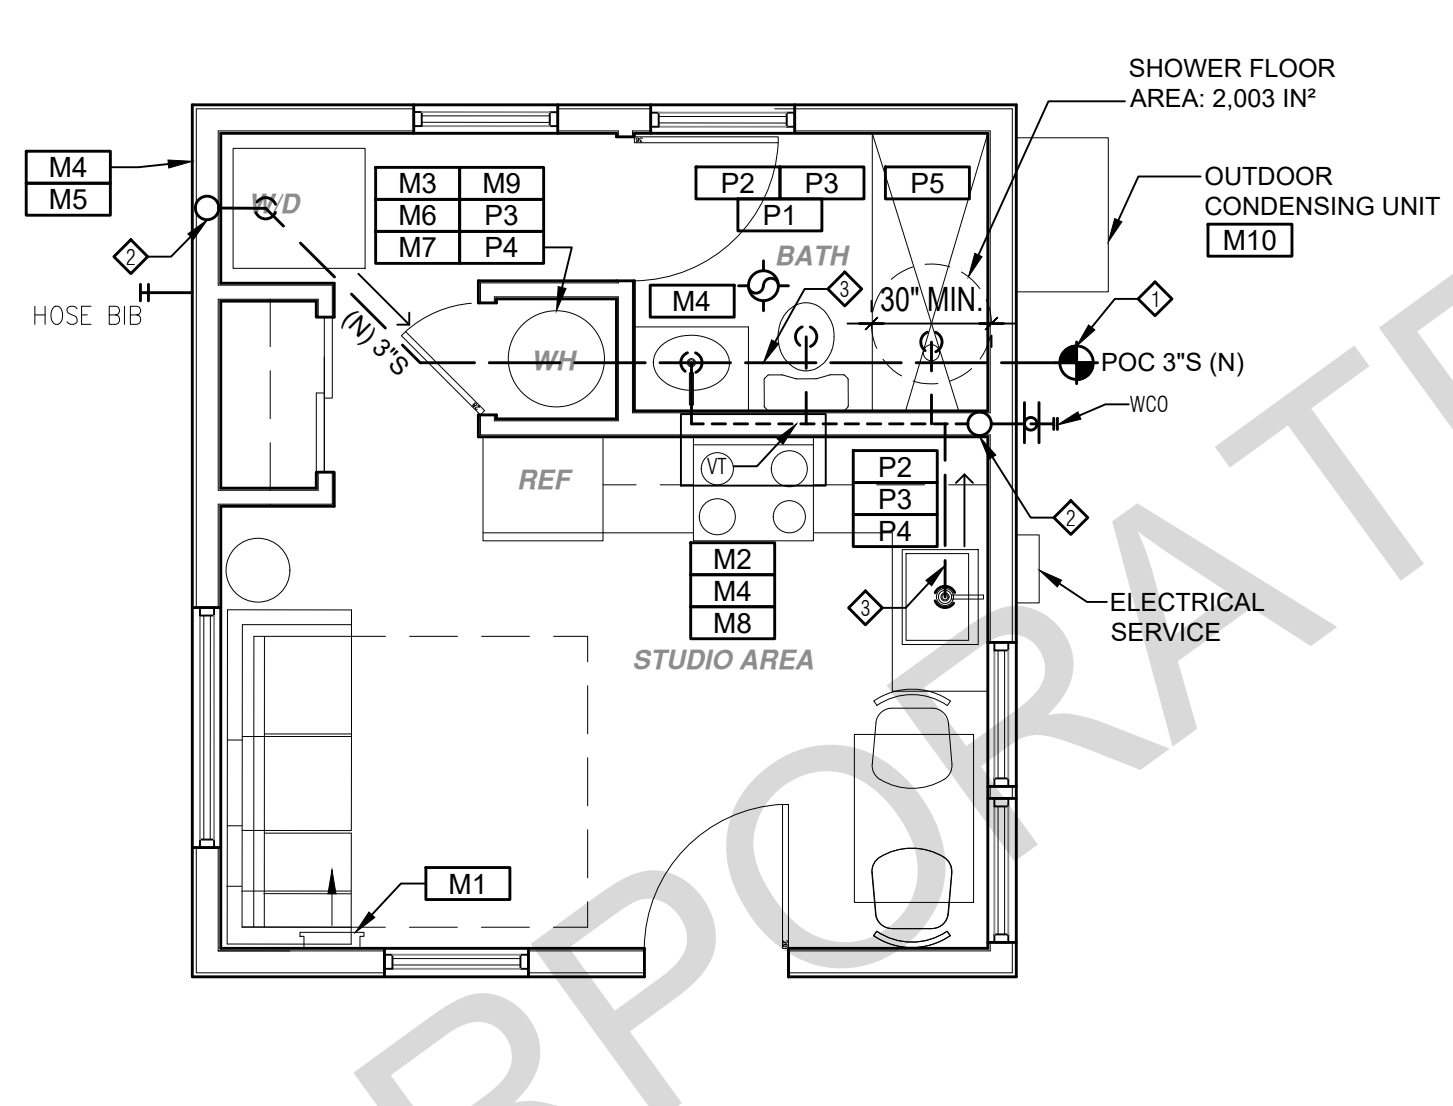 SHOWER FLOOR
AREA: 2,003 IN²
M4
M5
W/D
M3 M9
M6 P3
M7 P4
P2 P3
P1
P5
OUTDOOR
CONDENSING UNIT
M10
2
HOSE BIB
BATH
M4
3
30" MIN.
1
(N) 3"S
WH
POC 3"S (N)
WCO
REF
VT
P2
P3
P4
2
M2
M4
M8
3
ELECTRICAL
SERVICE
STUDIO AREA
M1
RPORAT